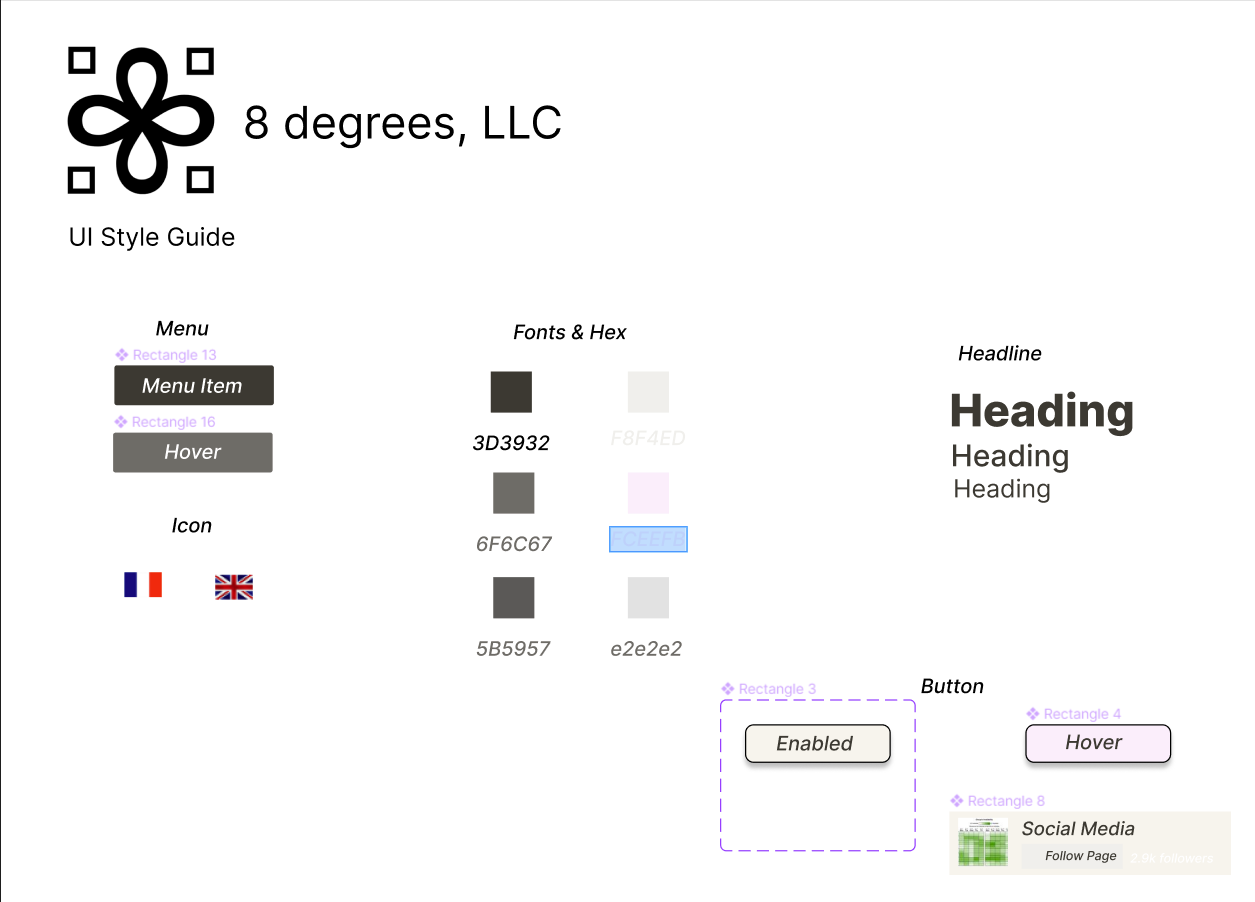 8 degrees, LLC
UI Style Guide
Menu
Rectangle 13
Menu Item
Rectangle 16
Hover
Icon
Fonts & Hex
3D3932
F8F4ED
6F6C67
FCEEFB
5B5957
e2e2e2
Headline
Heading
Heading
Heading
Button
Rectangle 3
Enabled
Rectangle 4
Hover
Rectangle 8
Social Media
Follow Page
2.9k followers